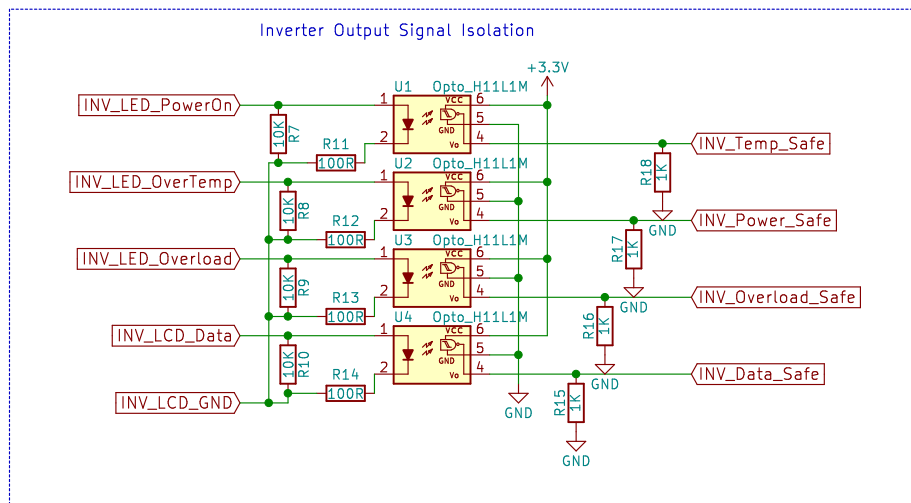 Inverter Output Signal Isolation
+3.3V
INV_LED_PowerOn
10K
R7
R11
100R
1
2
U1
Opto_H11L1M
VCC
GND
Vo
6
5
4
INV_Temp_Safe
R18
1K
GND
INV_LED_OverTemp
10K
R8
R12
100R
1
2
U2
Opto_H11L1M
VCC
GND
Vo
6
5
4
INV_Power_Safe
R17
1K
GND
INV_LED_Overload
10K
R9
R13
100R
1
2
U3
Opto_H11L1M
VCC
GND
Vo
6
5
4
INV_Overload_Safe
R16
1K
GND
INV_LCD_Data
10K
R10
R14
100R
1
2
U4
Opto_H11L1M
VCC
GND
Vo
6
5
4
INV_Data_Safe
R15
1K
GND
INV_LCD_GND
GND